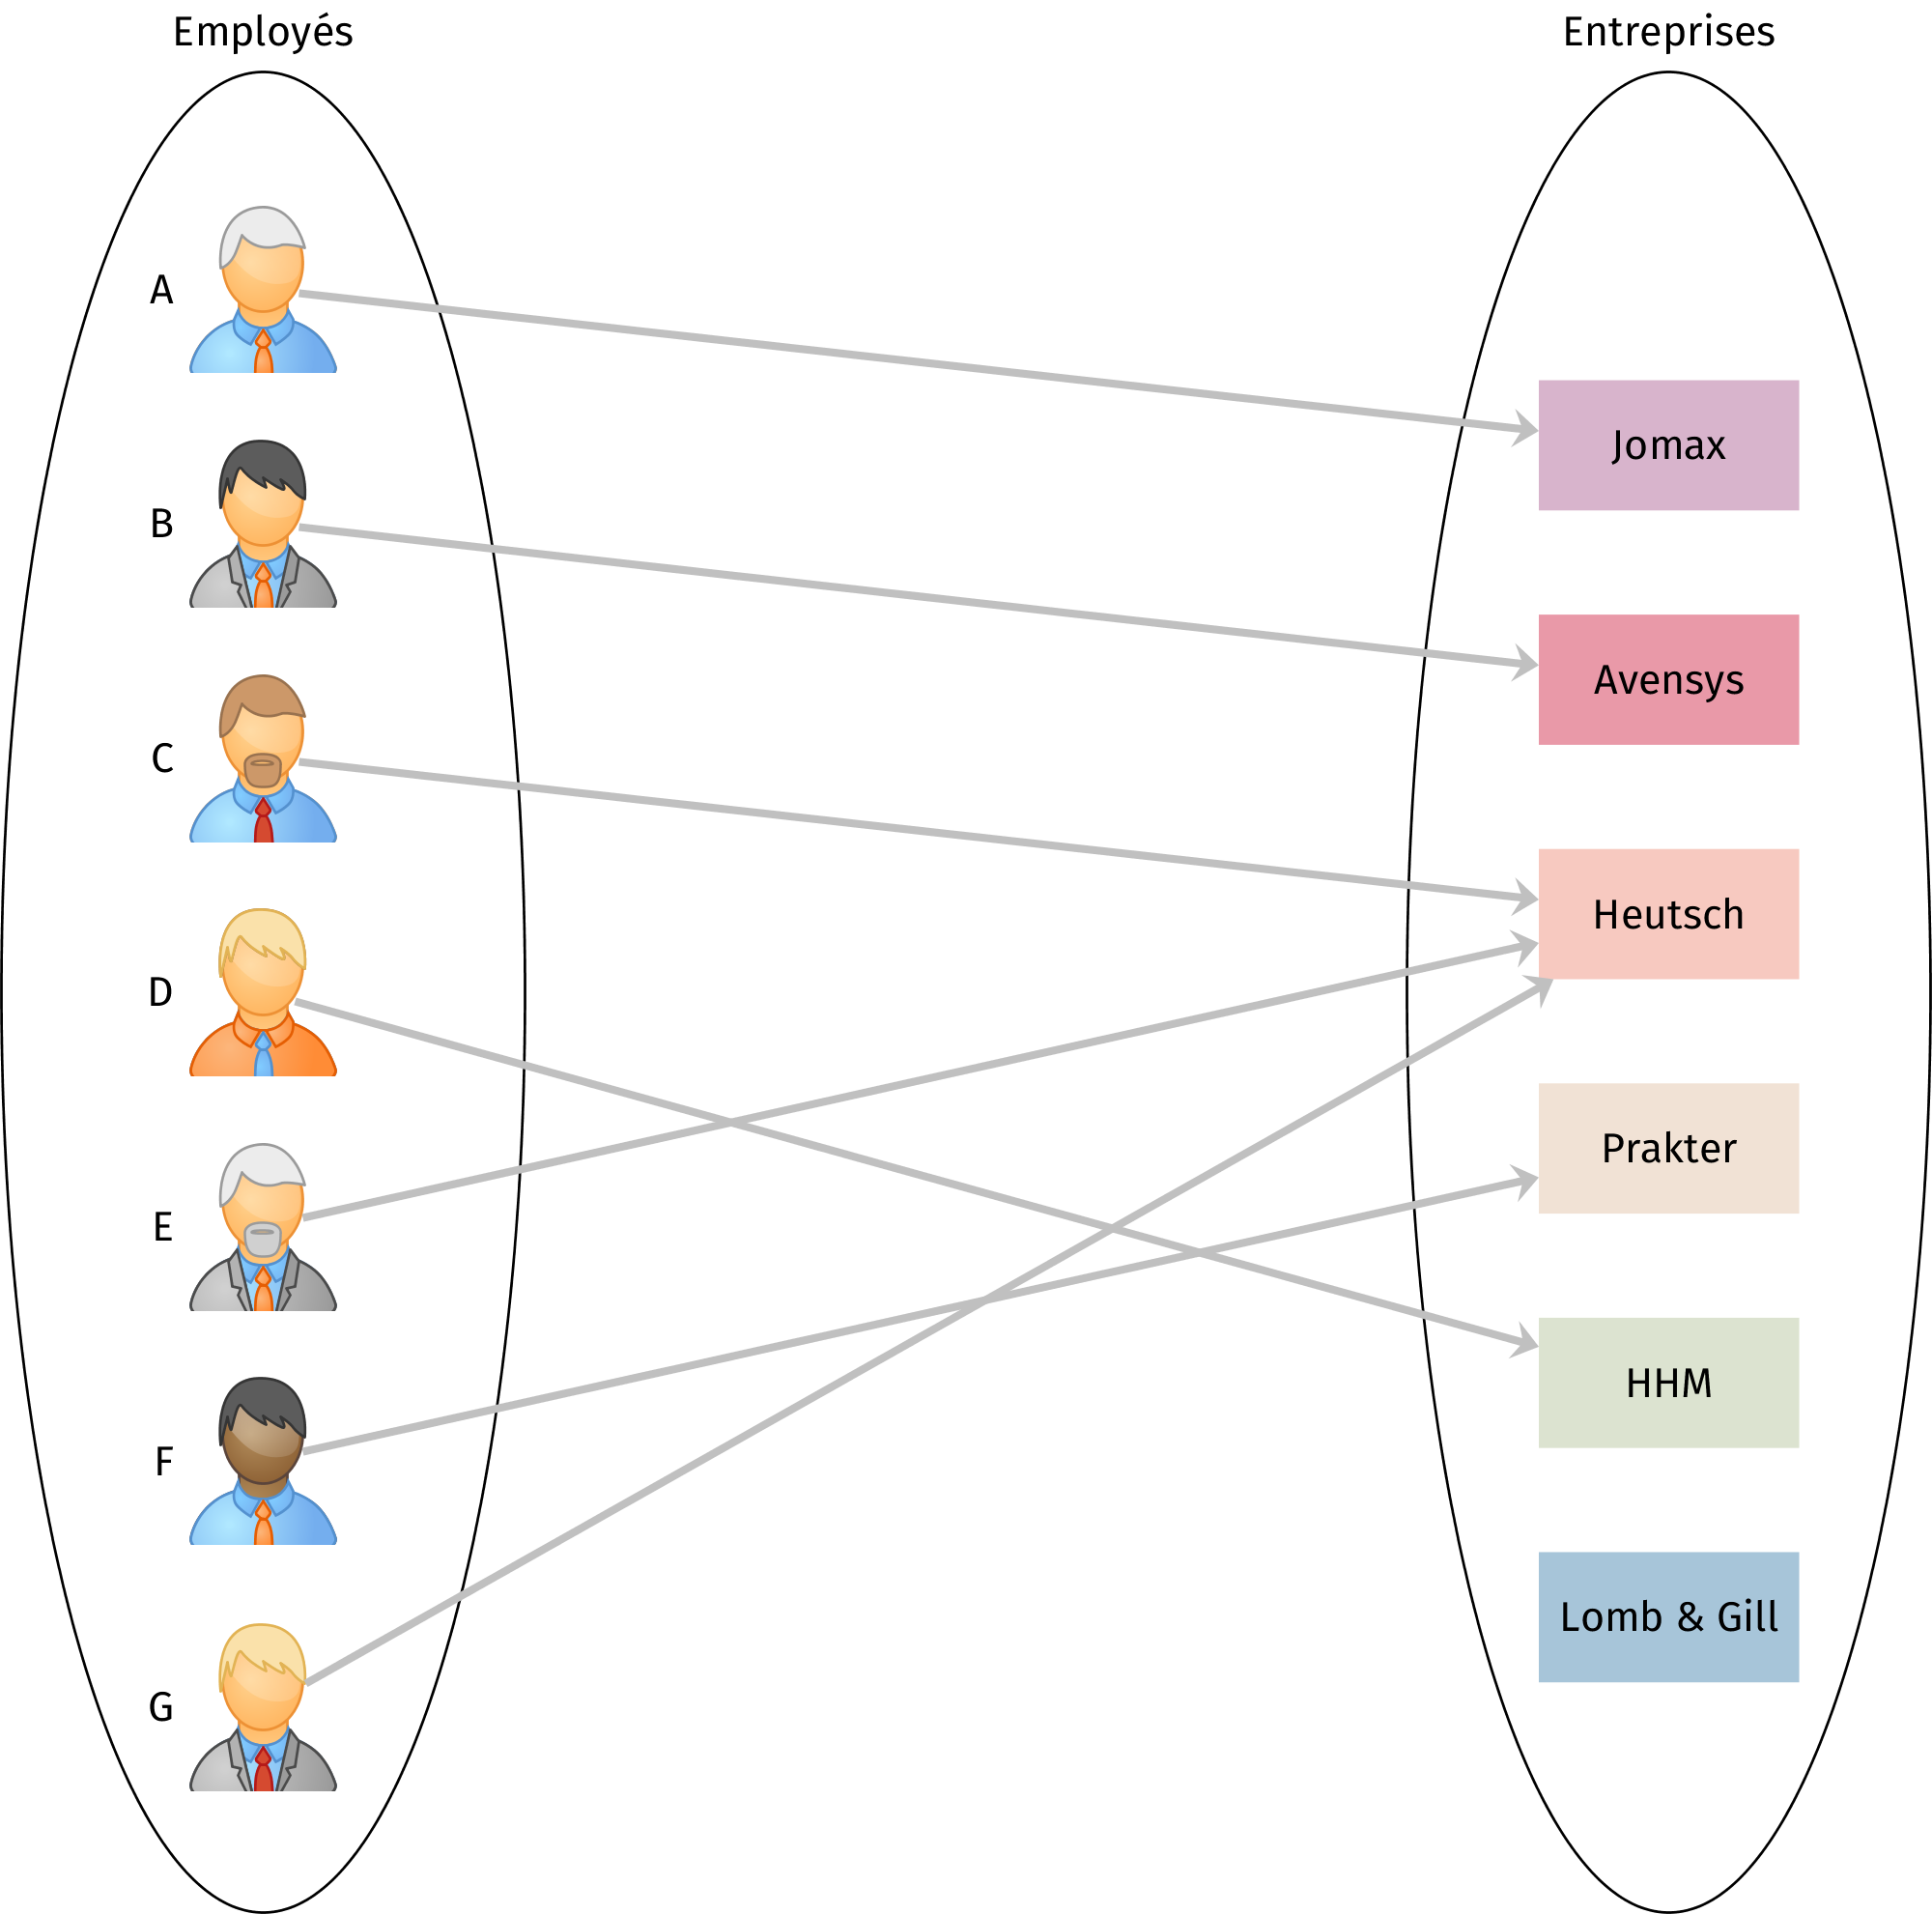 Employés
Entreprises
A
Jomax
B
Avensys
C
Heutsch
D
Prakter
E
HHM
F
Lomb & Gill
G